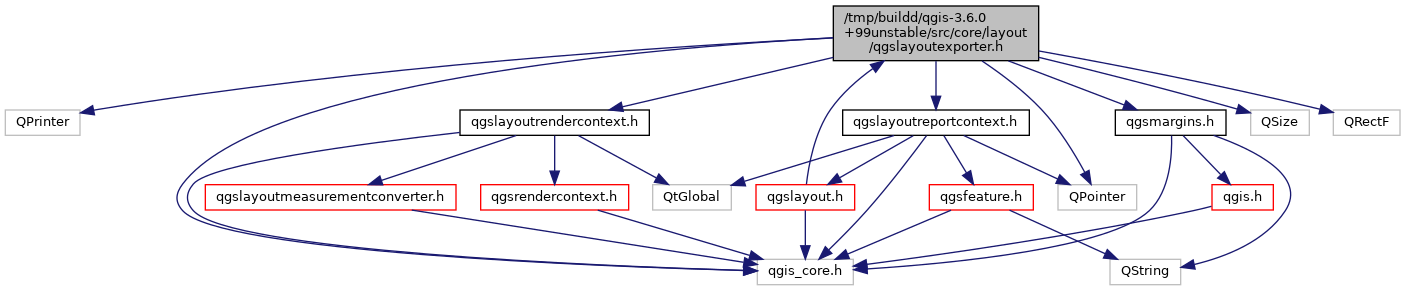 /tmp/buildd/qgis-3.6.0
+99unstable/src/core/layout
/qgslayoutexporter.h
QPrinter
qgslayoutrendercontext.h
qgslayoutreportcontext.h
qgsmargins.h
QSize
QRectF
qgslayoutmeasurementconverter.h
qgsrendercontext.h
QtGlobal
qgslayout.h
qgsfeature.h
QPointer
qgis.h
qgis_core.h
QString